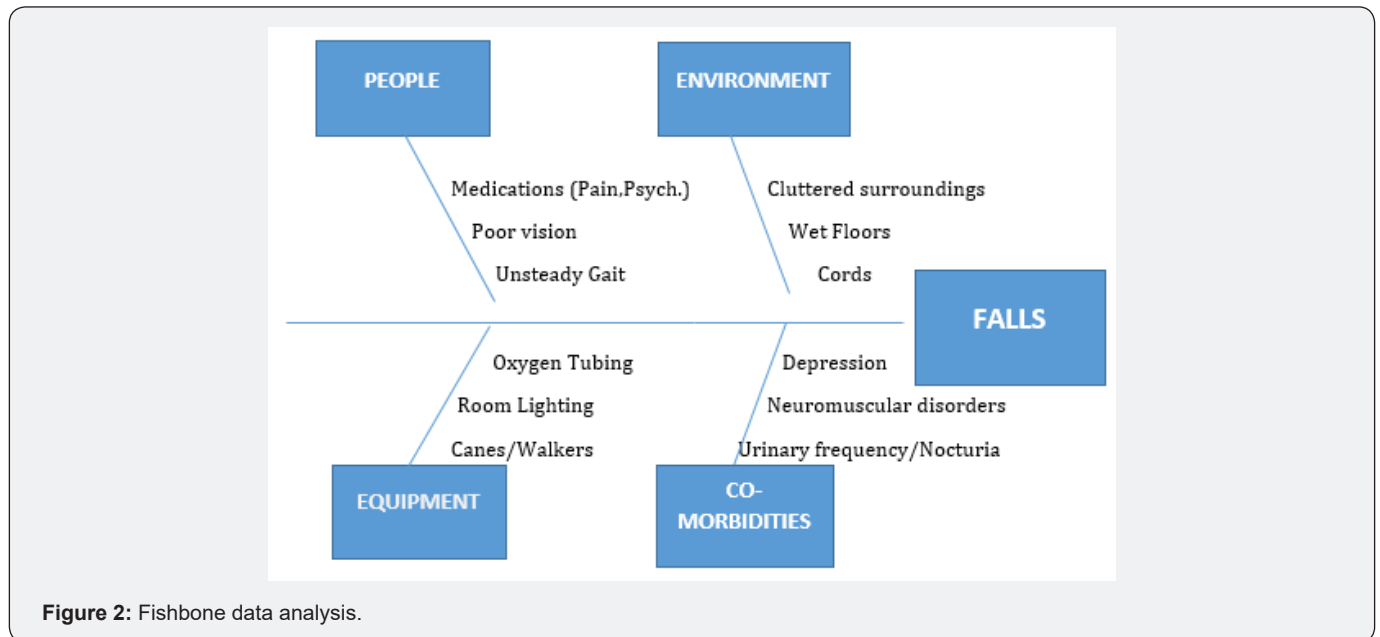 PEOPLE
ENVIRONMENT
Medications (Pain,Psych.)
Poor vision
Unsteady Gait
Cluttered surroundings
Wet Floors
Cords
FALLS
Oxygen Tubing
Room Lighting
Canes/Walkers
Depression
Neuromuscular disorders
Urinary frequency/Nocturia
EQUIPMENT
CO-
MORBIDITIES
Figure 2: Fishbone data analysis.